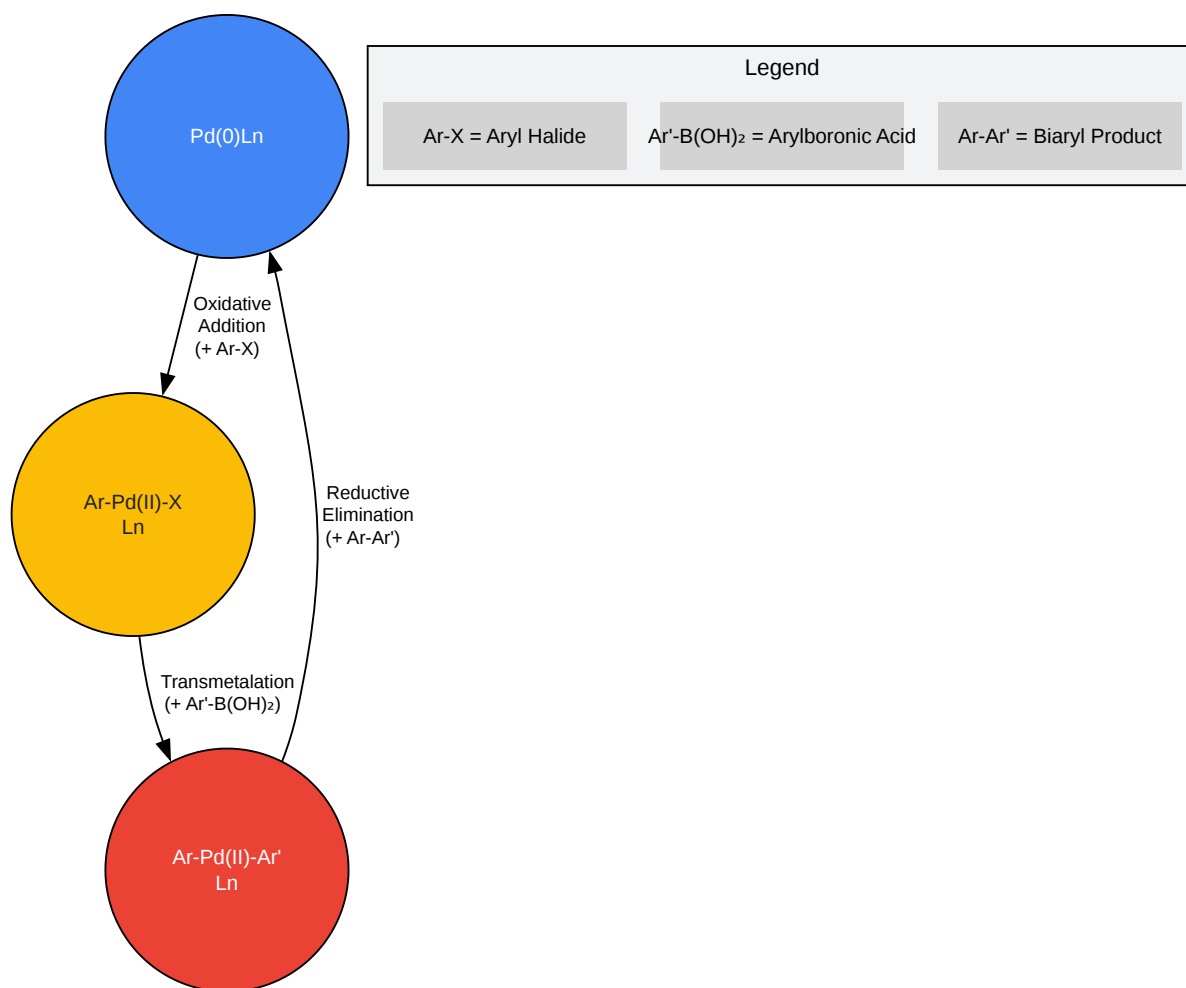 Legend
Pd(0)Ln
Ar-X = Aryl Halide
Ar'-B(OH)₂ = Arylboronic Acid
Ar-Ar' = Biaryl Product
Oxidative
Addition
(+ Ar-X)
Ar-Pd(II)-X
Ln
Reductive
Elimination
(+ Ar-Ar')
Transmetalation
(+ Ar'-B(OH)₂)
Ar-Pd(II)-Ar'
Ln